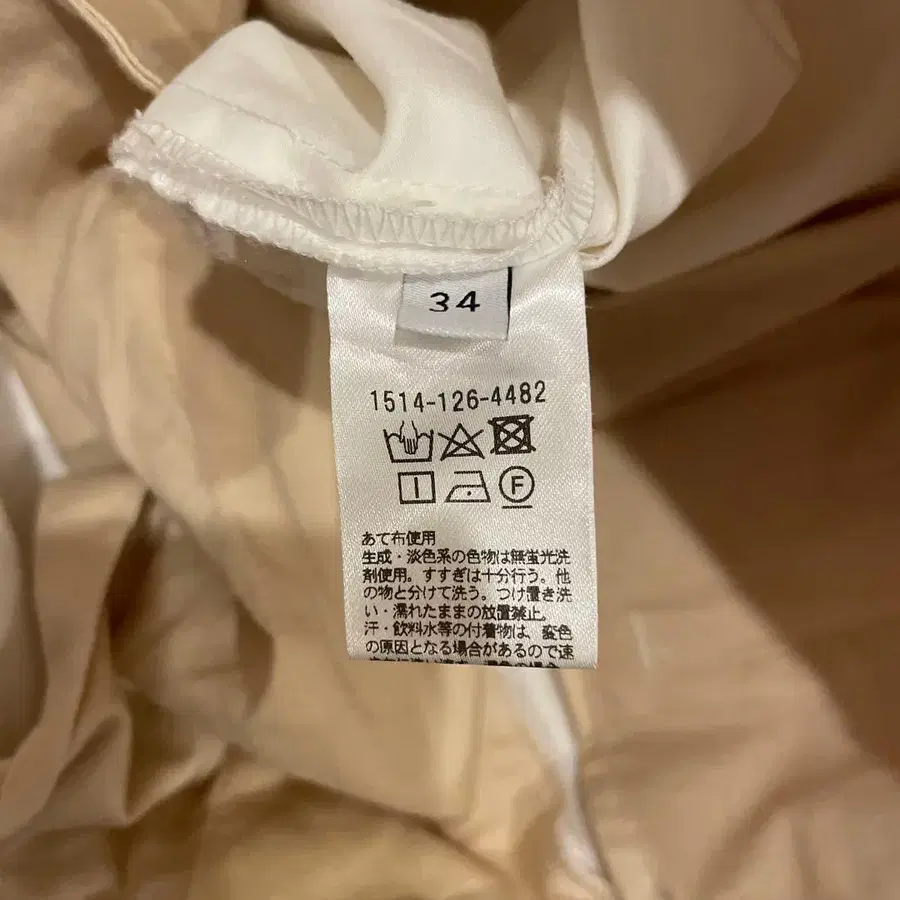 34
1514-126-4482
F
あて布使用
生成・淡色系の色物は無蛍光洗
剤使用。すすぎは十分行う。他
の物と分けて洗う。つけ置き洗
い・濡れたままの放置禁止。
汗・飲料水等の付着物は、変色
の原因となる場合があるので速